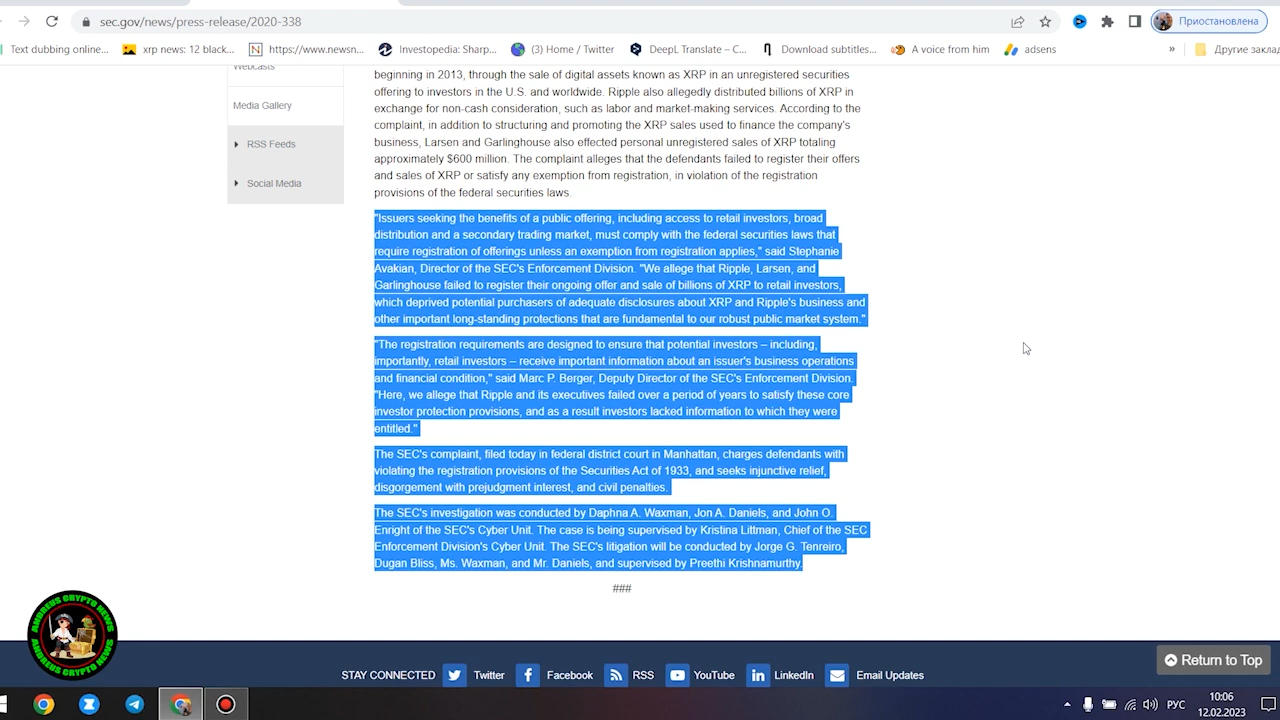 sec.gov/news/press-release/2020-338
Приостановлена
Text dubbing online...
xrp news: 12 black...
https://www.newsn...
Investopedia: Sharp...
(3) Home / Twitter
DeepL Translate – C...
Download subtitles...
A voice from him
adsens
»
Другие заклад
Webcasts
Media Gallery
RSS Feeds
Social Media
beginning in 2013, through the sale of digital assets known as XRP in an unregistered securities
offering to investors in the U.S. and worldwide. Ripple also allegedly distributed billions of XRP in
exchange for non-cash consideration, such as labor and market-making services. According to the
complaint, in addition to structuring and promoting the XRP sales used to finance the company's
business, Larsen and Garlinghouse also effected personal unregistered sales of XRP totaling
approximately $600 million. The complaint alleges that the defendants failed to register their offers
and sales of XRP or satisfy any exemption from registration, in violation of the registration
provisions of the federal securities laws.
"Issuers seeking the benefits of a public offering, including access to retail investors, broad
distribution and a secondary trading market, must comply with the federal securities laws that
require registration of offerings unless an exemption from registration applies," said Stephanie
Avakian, Director of the SEC's Enforcement Division. "We allege that Ripple, Larsen, and
Garlinghouse failed to register their ongoing offer and sale of billions of XRP to retail investors,
which deprived potential purchasers of adequate disclosures about XRP and Ripple's business and
other important long-standing protections that are fundamental to our robust public market system."
"The registration requirements are designed to ensure that potential investors – including,
importantly, retail investors – receive important information about an issuer's business operations
and financial condition," said Marc P. Berger, Deputy Director of the SEC's Enforcement Division.
"Here, we allege that Ripple and its executives failed over a period of years to satisfy these core
investor protection provisions, and as a result investors lacked information to which they were
entitled."
The SEC's complaint, filed today in federal district court in Manhattan, charges defendants with
violating the registration provisions of the Securities Act of 1933, and seeks injunctive relief,
disgorgement with prejudgment interest, and civil penalties.
The SEC's investigation was conducted by Daphna A. Waxman, Jon A. Daniels, and John O.
Enright of the SEC's Cyber Unit. The case is being supervised by Kristina Littman, Chief of the SEC
Enforcement Division's Cyber Unit. The SEC's litigation will be conducted by Jorge G. Tenreiro,
Dugan Bliss, Ms. Waxman, and Mr. Daniels, and supervised by Preethi Krishnamurthy.
###
ANDREUS CRYPTO NEWS
ANDREUS CRYPTO NEWS
Return to Top
STAY CONNECTED
Twitter
Facebook
RSS
YouTube
LinkedIn
Email Updates
РУС
10:06
12.02.2023